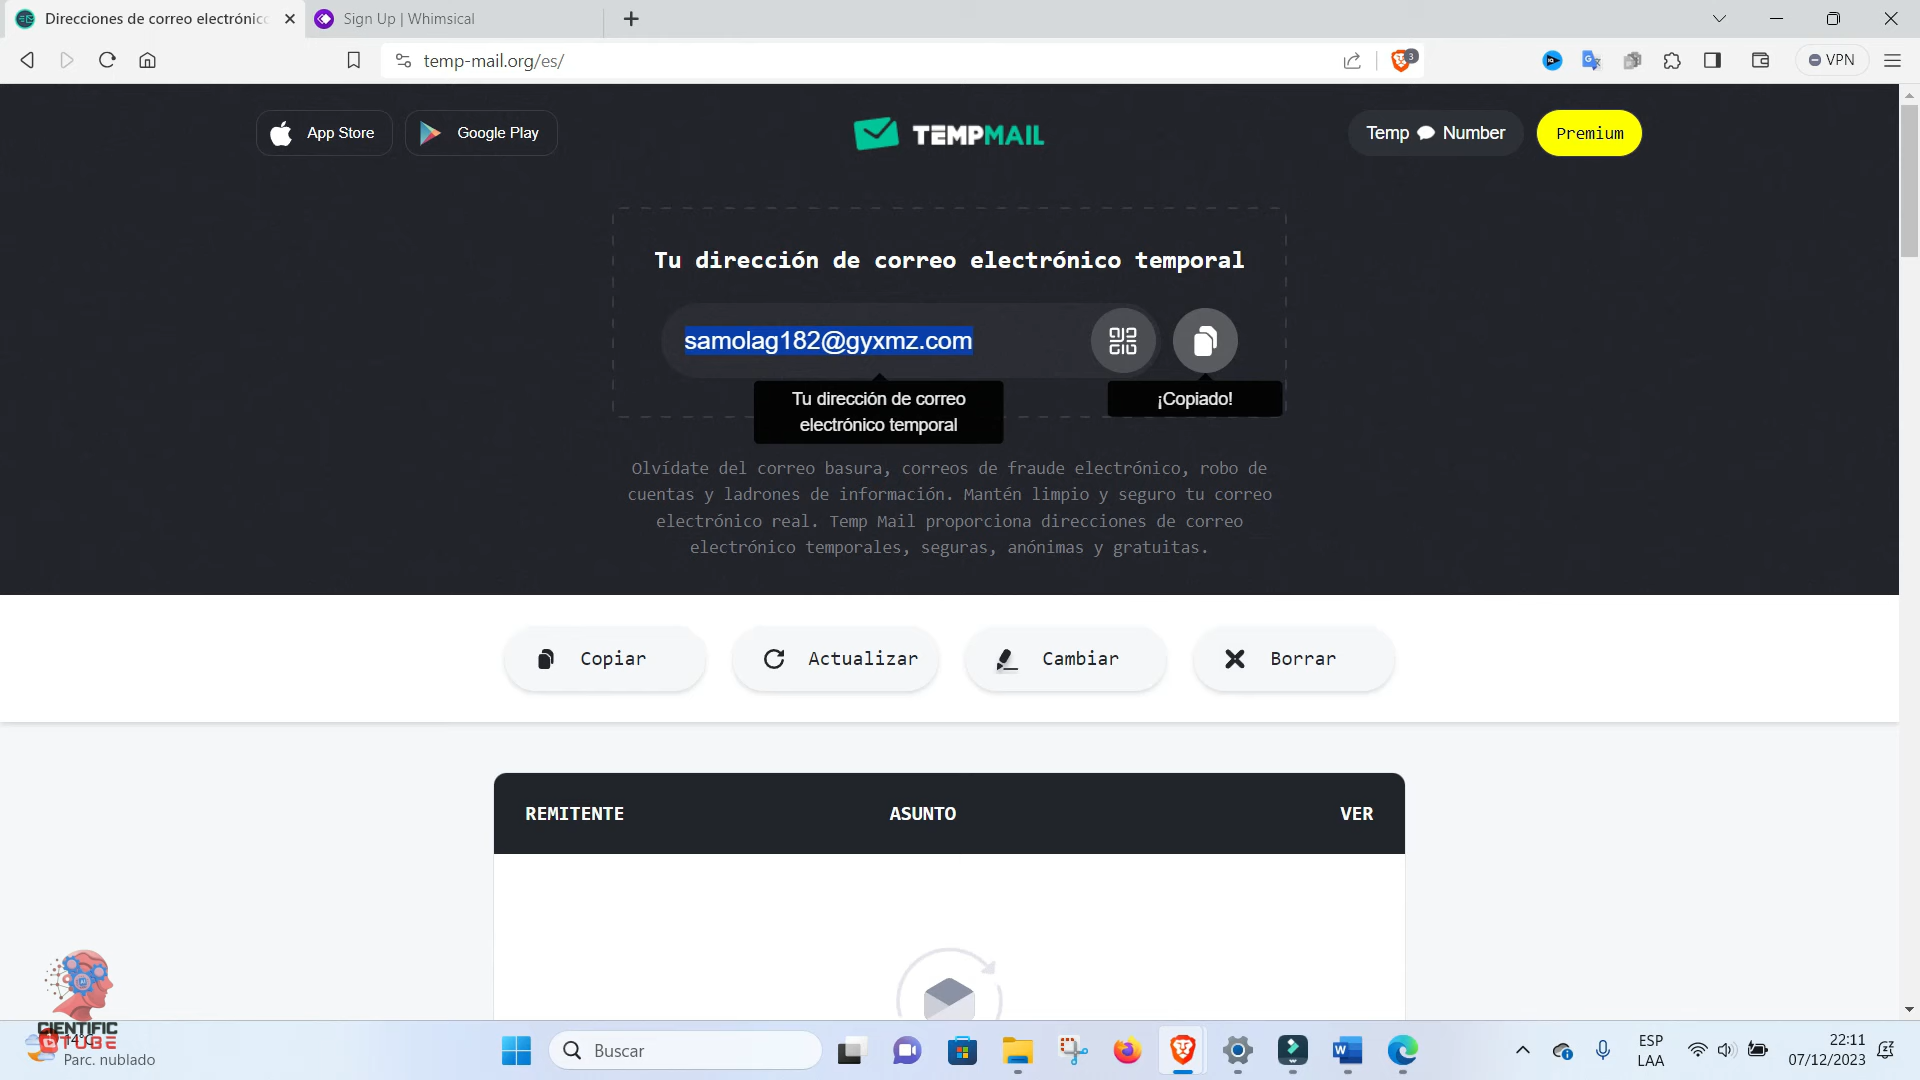 Direcciones de correo electrónic
Sign Up | Whimsical
temp-mail.org/es/
3
VPN
App Store
Google Play
TEMPMAIL
Temp Number
Premium
Tu dirección de correo electrónico temporal
samolag182@gyxmz.com
Tu dirección de correo
electrónico temporal
¡Copiado!
Olvídate del correo basura, correos de fraude electrónico, robo de
cuentas y ladrones de información. Mantén limpio y seguro tu correo
electrónico real. Temp Mail proporciona direcciones de correo
electrónico temporales, seguras, anónimas y gratuitas.
Copiar
Actualizar
Cambiar
Borrar
REMITENTE
ASUNTO
VER
CIENTIFIC
TUBE
14°C
Parc. nublado
Buscar
ESP
LAA
22:11
07/12/2023